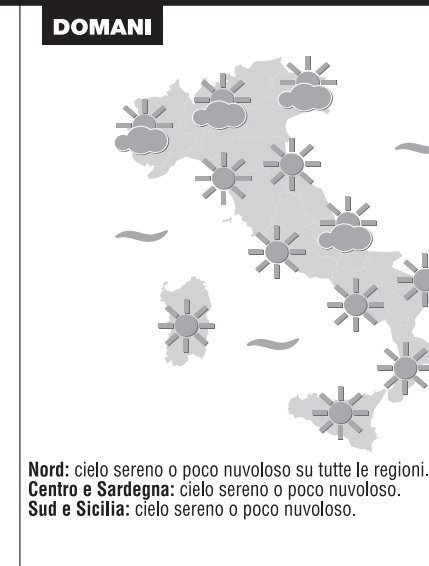 DOMANI
Nord: cielo sereno o poco nuvoloso su tutte le regioni.
Centro e Sardegna: cielo sereno o poco nuvoloso.
Sud e Sicilia: cielo sereno o poco nuvoloso.